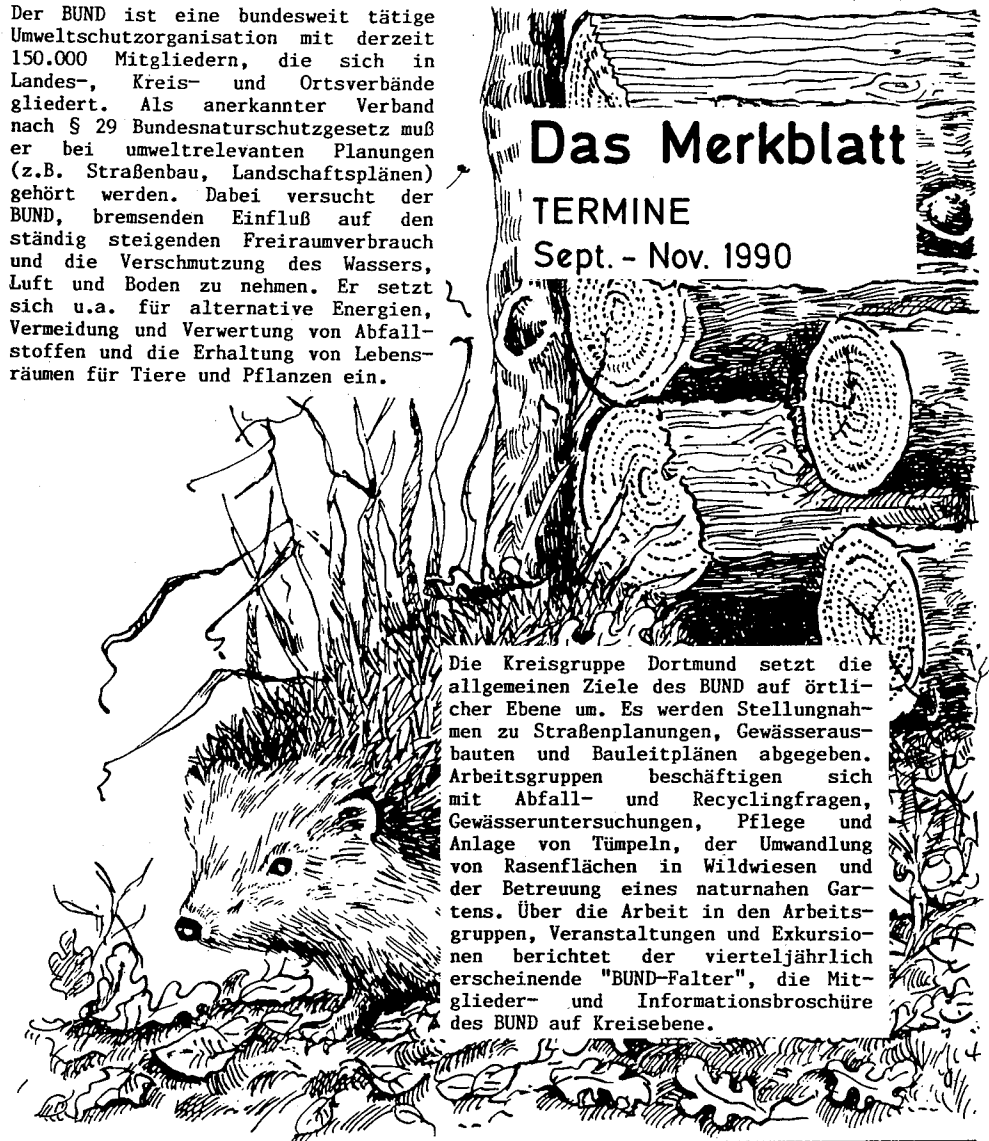 Der BUND ist eine bundesweit tätige
Umweltschutzorganisation mit derzeit
150.000 Mitgliedern, die sich in
Landes-, Kreis- und Ortsverbände
gliedert. Als anerkannter Verband
nach § 29 Bundesnaturschutzgesetz muß
er bei umweltrelevanten Planungen
(z.B. Straßenbau, Landschaftsplänen)
gehört werden. Dabei versucht der
BUND, bremsenden Einfluß auf den
ständig steigenden Freiraumverbrauch
und die Verschmutzung des Wassers,
Luft und Boden zu nehmen. Er setzt
sich u.a. für alternative Energien,
Vermeidung und Verwertung von Abfall-
stoffen und die Erhaltung von Lebens-
räumen für Tiere und Pflanzen ein.
Das Merkblatt
TERMINE
Sept. - Nov. 1990
Die Kreisgruppe Dortmund setzt die
allgemeinen Ziele des BUND auf örtli-
cher Ebene um. Es werden Stellungnah-
men zu Straßenplanungen, Gewässeraus-
bauten und Bauleitplänen abgegeben.
Arbeitsgruppen beschäftigen sich
mit Abfall- und Recyclingfragen,
Gewässeruntersuchungen, Pflege und
Anlage von Tümpeln, der Umwandlung
von Rasenflächen in Wildwiesen und
der Betreuung eines naturnahen Gar-
tens. Über die Arbeit in den Arbeits-
gruppen, Veranstaltungen und Exkursio-
nen berichtet der vierteljährlich
erscheinende "BUND-Falter", die Mit-
glieder- und Informationsbroschüre
des BUND auf Kreisebene.